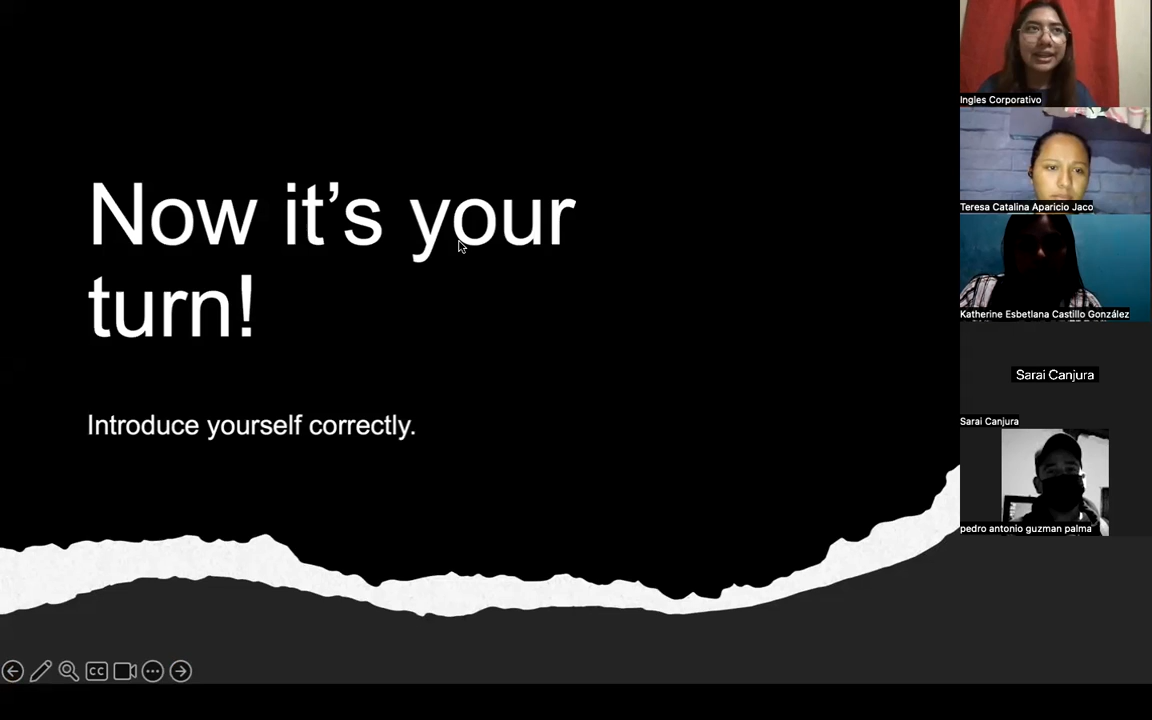 Now it’s your
turn!
Introduce yourself correctly.
CC
Ingles Corporativo
Teresa Catalina Aparicio Jaco
Katherine Esbetlana Castillo González
Sarai Canjura
Sarai Canjura
pedro antonio guzman palma